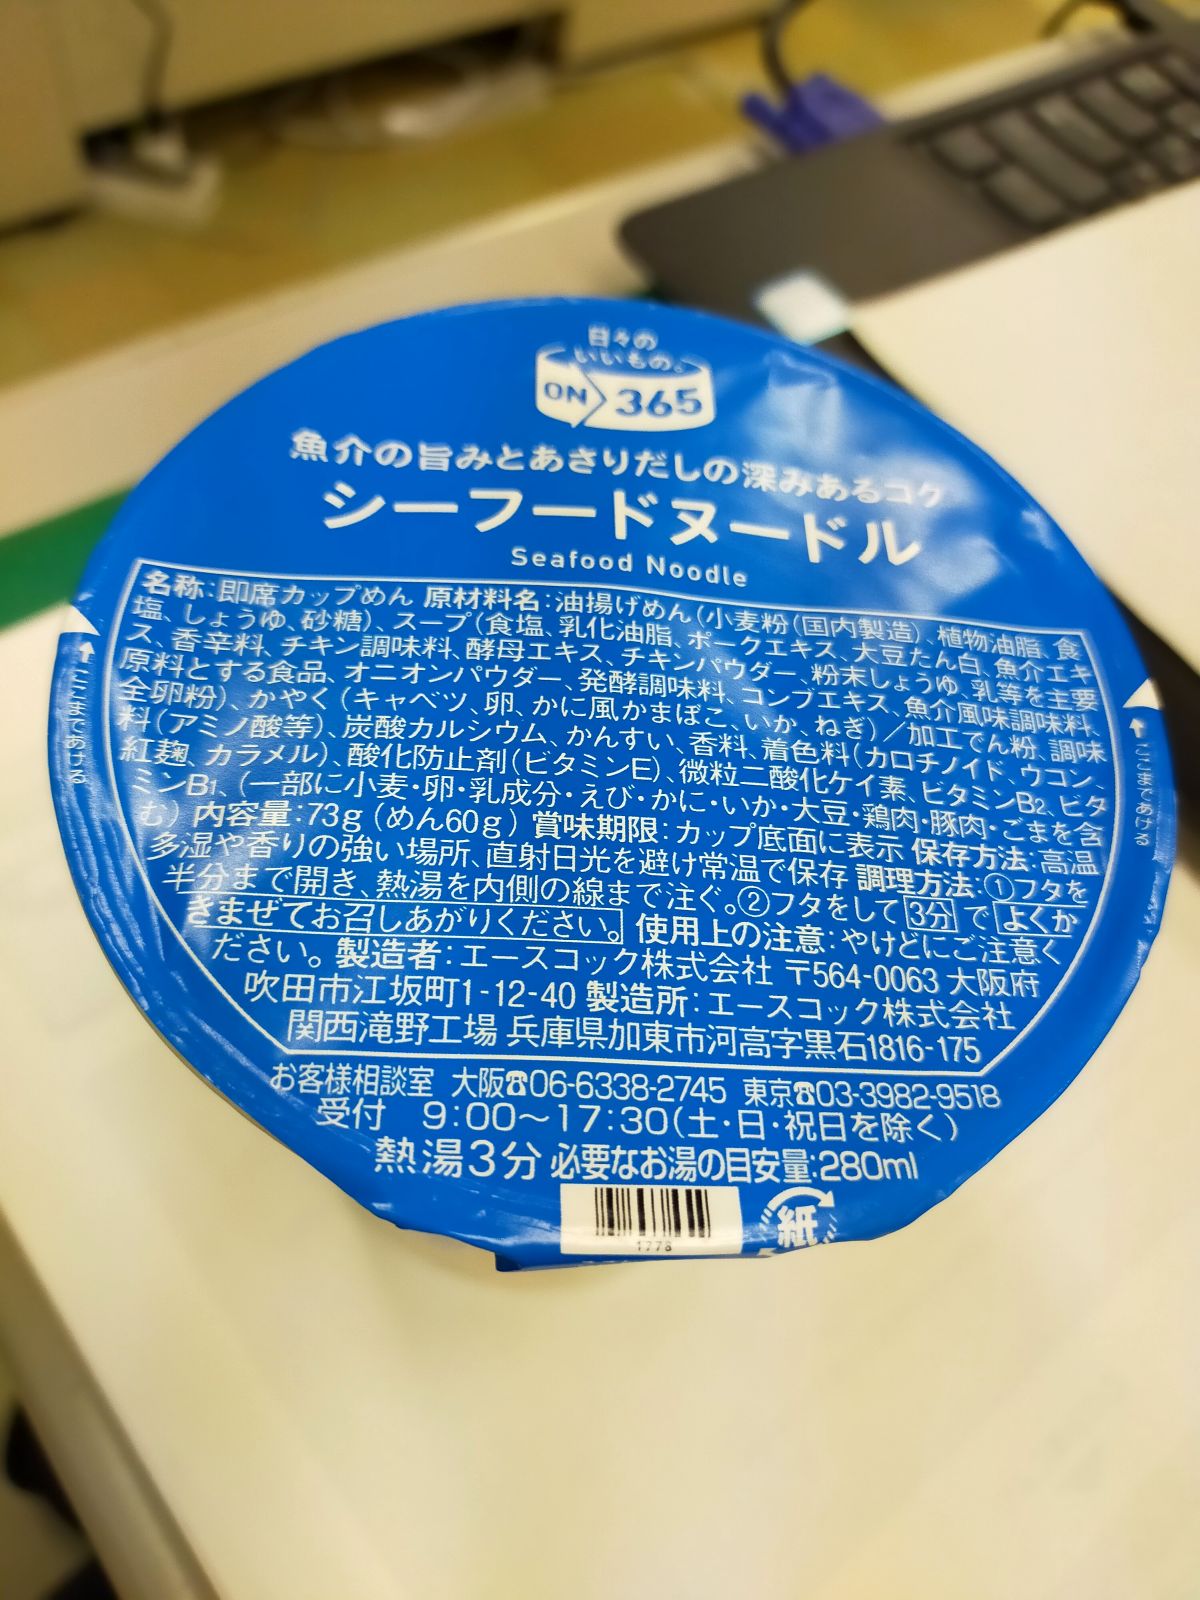 日々の
いいもの。
ON 365
魚介の旨みとあさりだしの深みあるコク
シーフードヌードル
Seafood Noodle
名称:即席カップめん 原材料名:油揚げめん(小麦粉(国内製造)、植物油脂、食
塩、しょうゆ、砂糖)、スープ(食塩、乳化油脂、ポークエキス、大豆たん白、魚介エキ
ス、香辛料、チキン調味料、酵母エキス、チキンパウダー、粉末しょうゆ、乳等を主要
原料とする食品、オニオンパウダー、発酵調味料、コンブエキス、魚介風味調味料、
全卵粉)、かやく(キャベツ、卵、かに風かまぼこ、いか、ねぎ)/加工でん粉、調味
料(アミノ酸等)、炭酸カルシウム、かんすい、香料、着色料(カロチノイド、ウコン、
紅麹、カラメル)、酸化防止剤(ビタミンE)、微粒二酸化ケイ素、ビタミンB2、ビタ
ミンB1、(一部に小麦・卵・乳成分・えび・かに・いか・大豆・鶏肉・豚肉・ごまを含
む) 内容量:73g(めん60g) 賞味期限:カップ底面に表示 保存方法:高温
多湿や香りの強い場所、直射日光を避け常温で保存 調理方法:①フタを
半分まで開き、熱湯を内側の線まで注ぐ。②フタをして3分でよくか
きまぜてお召しあがりください。 使用上の注意:やけどにご注意く
ださい。 製造者:エースコック株式会社 〒564-0063 大阪府
吹田市江坂町1-12-40 製造所:エースコック株式会社
関西滝野工場 兵庫県加東市河高字黒石1816-175
お客様相談室 大阪☎06-6338-2745 東京☎03-3982-9518
受付 9:00〜17:30(土・日・祝日を除く)
熱湯3分 必要なお湯の目安量:280ml
1778
紙
ここまであける
ここまであける